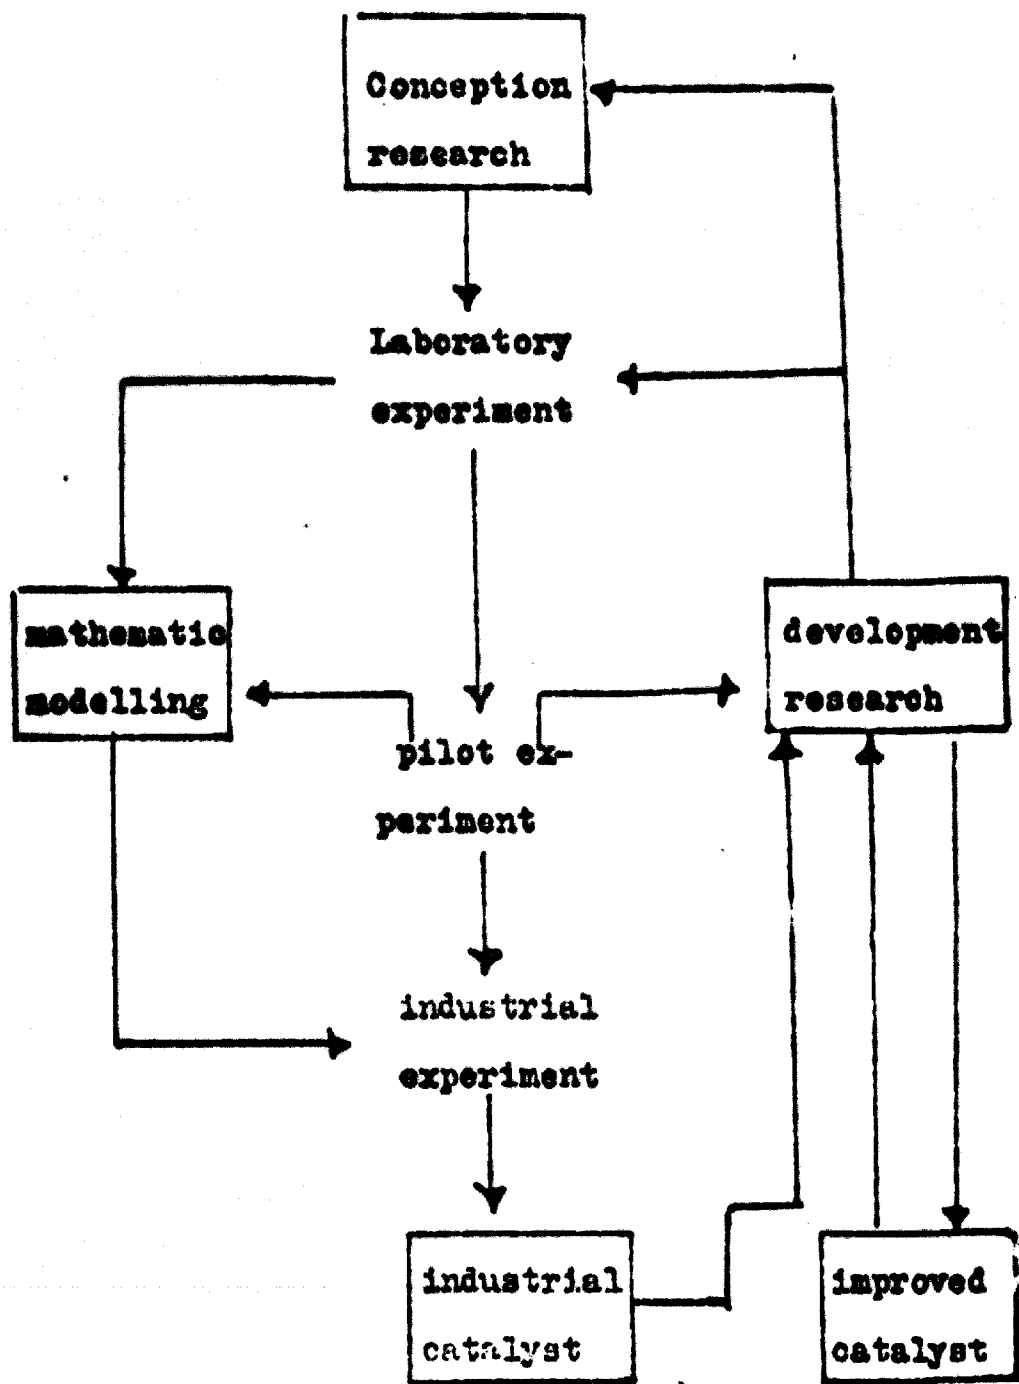 Conception
research
Laboratory
experiment
mathematic
modelling
development
research
pilot ex-
periment
industrial
experiment
industrial
catalyst
improved
catalyst